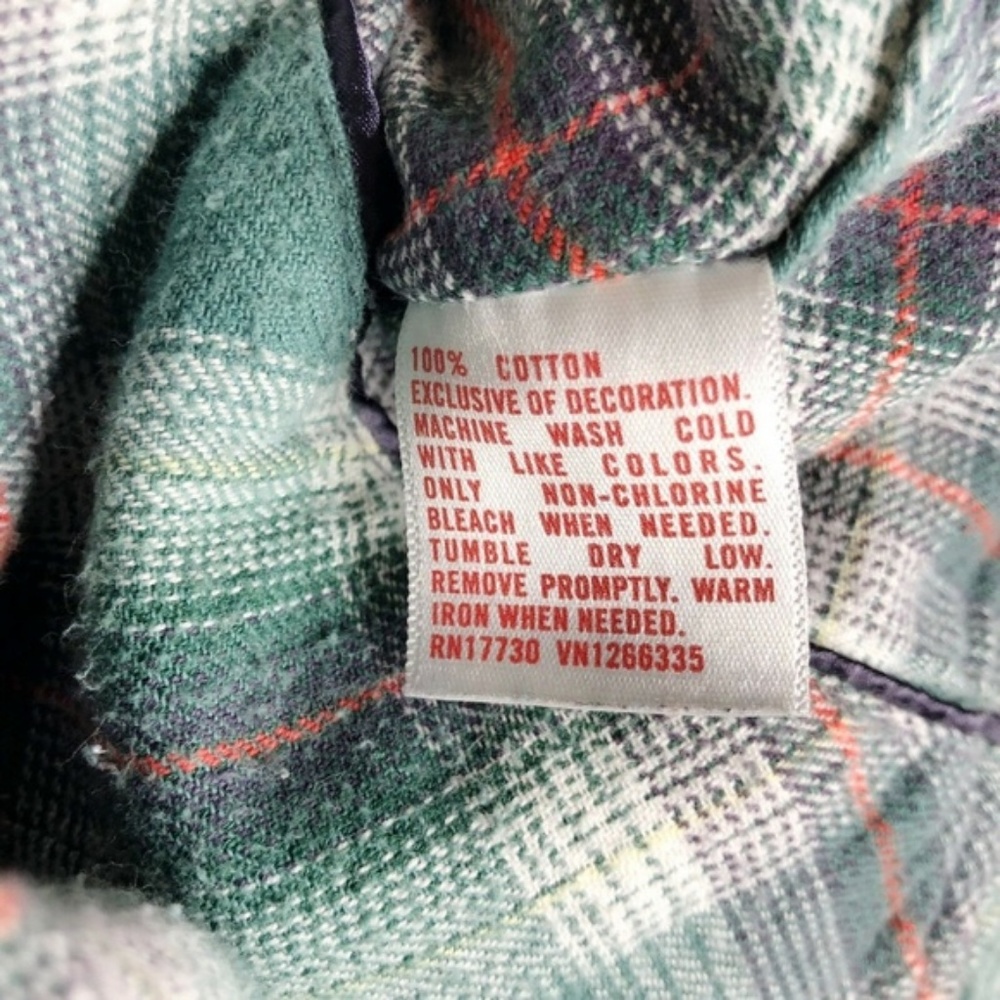 100% COTTON
EXCLUSIVE OF DECORATION.
MACHINE WASH COLD
WITH LIKE COLORS.
ONLY NON-CHLORINE
BLEACH WHEN NEEDED.
TUMBLE DRY LOW.
REMOVE PROMPTLY. WARM
IRON WHEN NEEDED.
RN17730 VN1266335